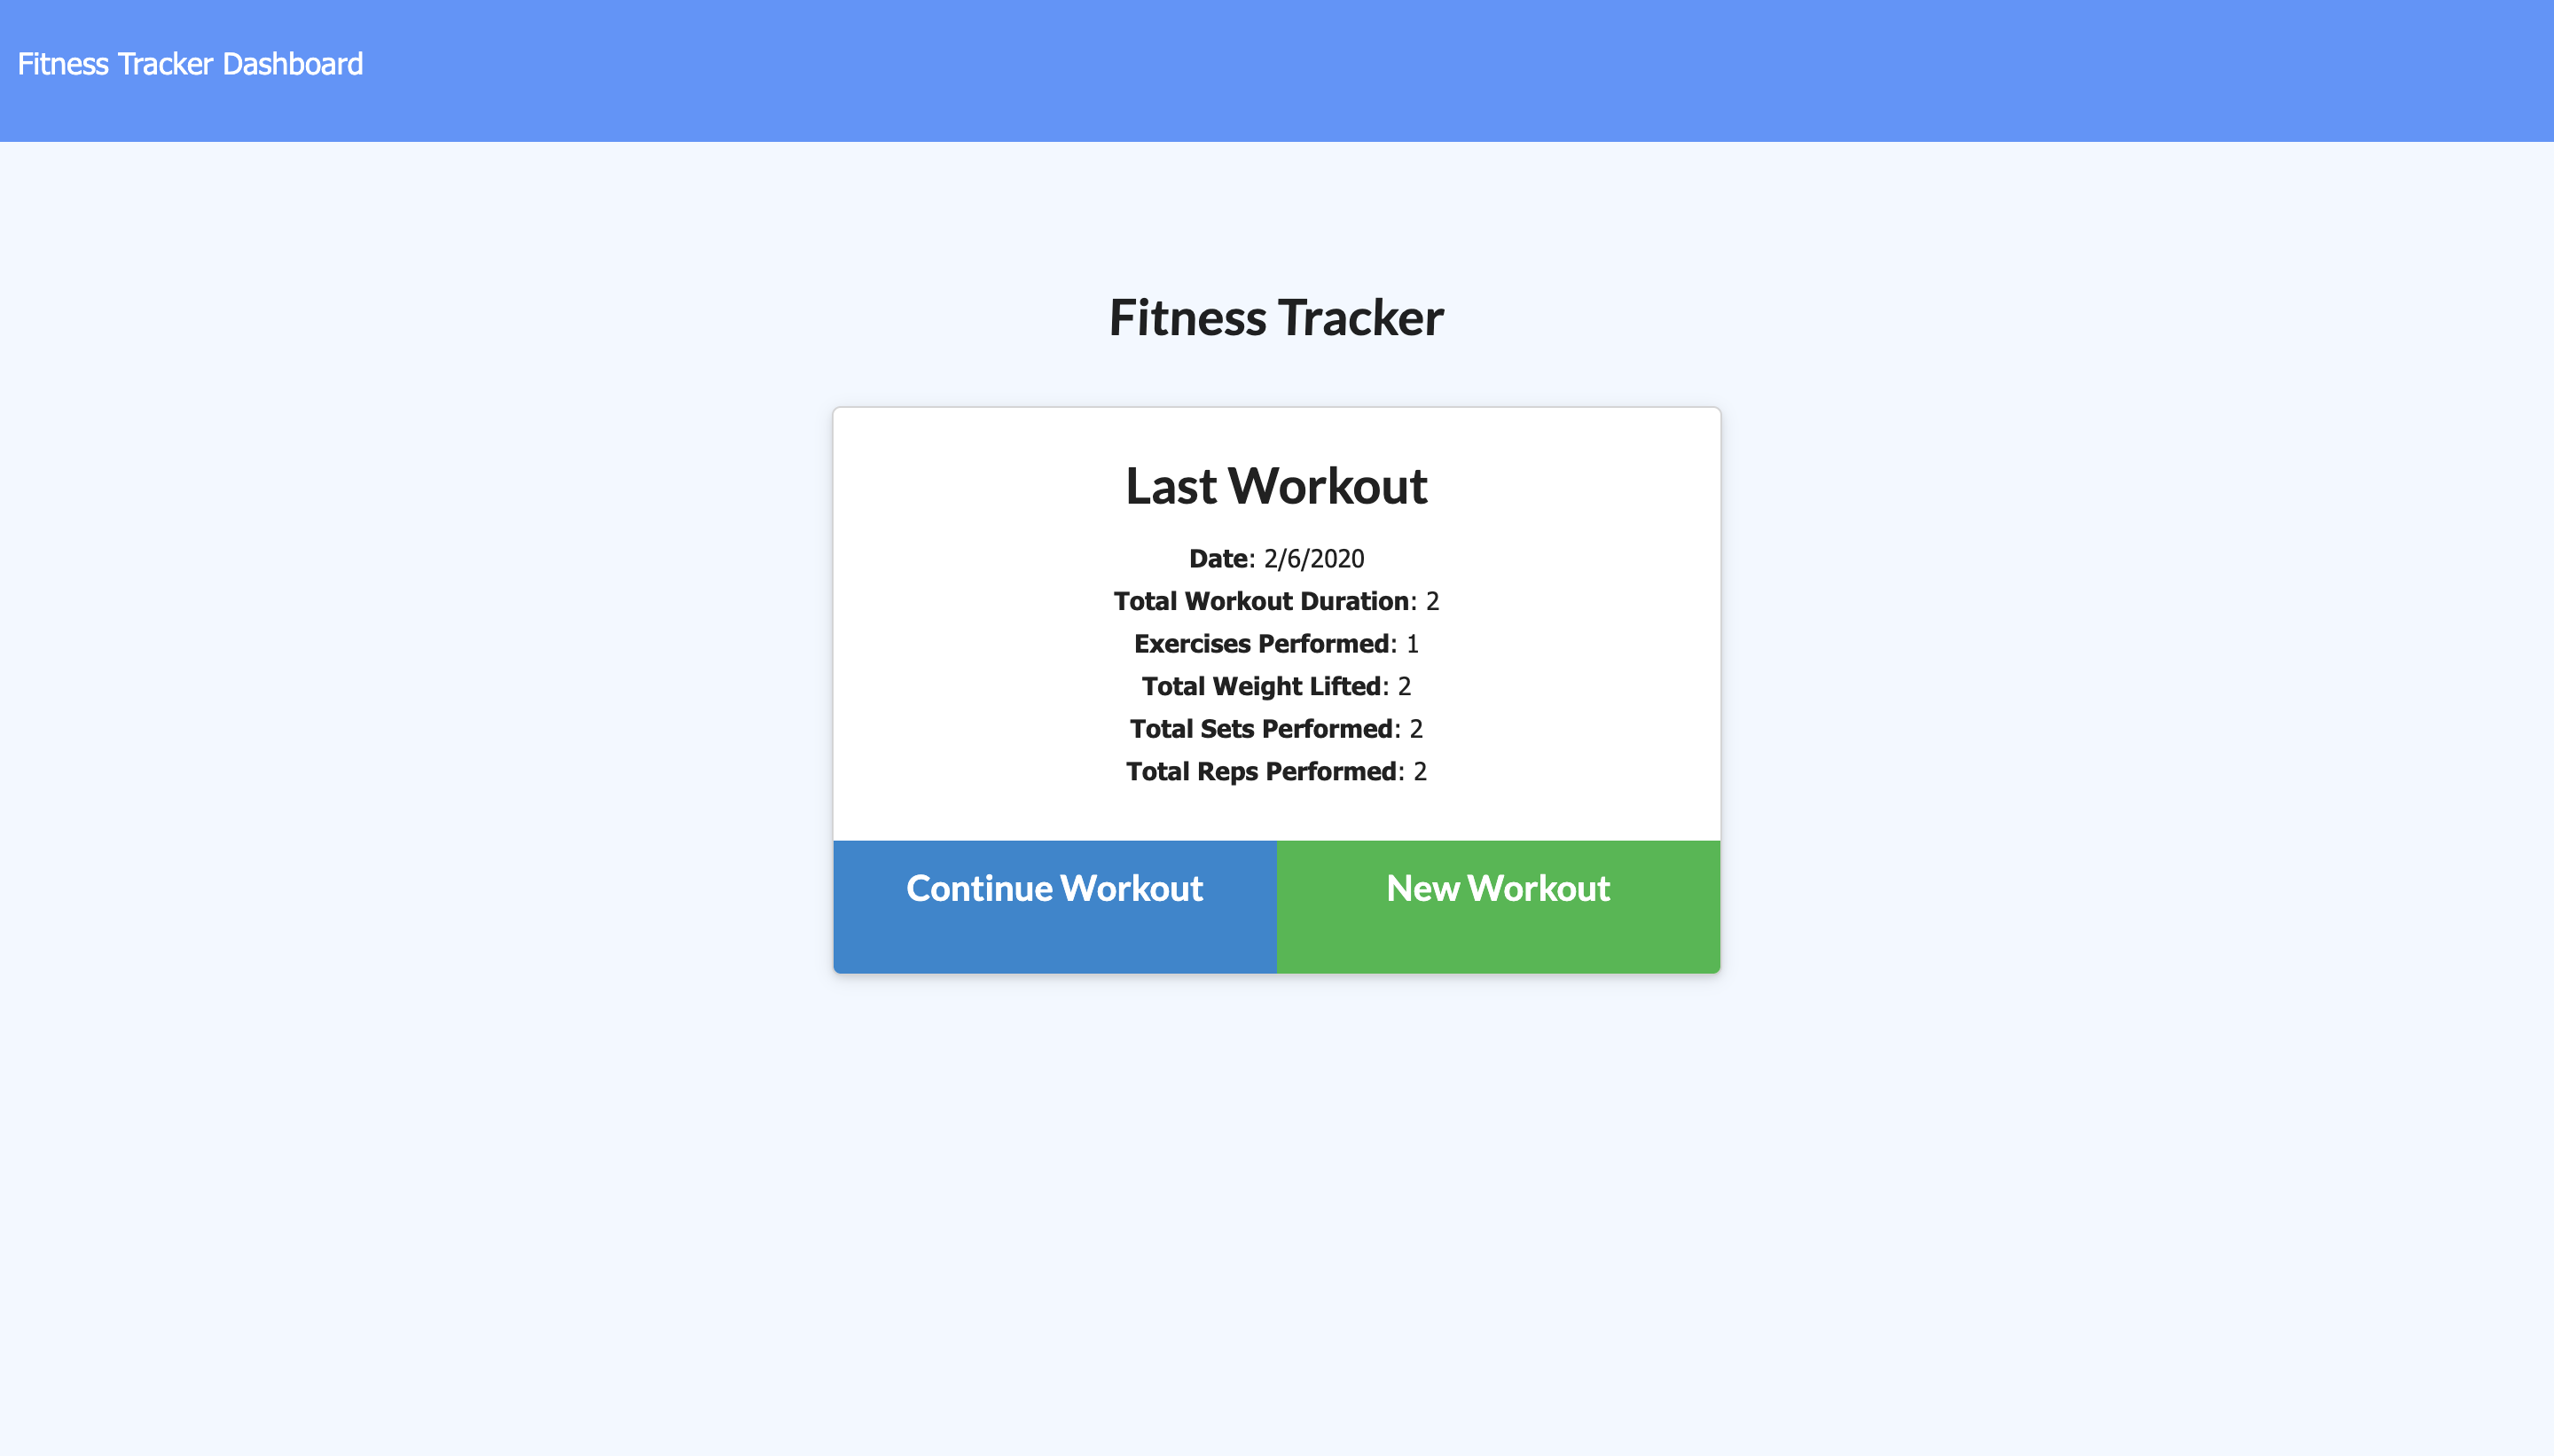 Fitness Tracker Dashboard
Fitness Tracker
Last Workout
Date: 2/6/2020
Total Workout Duration: 2
Exercises Performed: 1
Total Weight Lifted: 2
Total Sets Performed: 2
Total Reps Performed: 2
Continue Workout New Workout